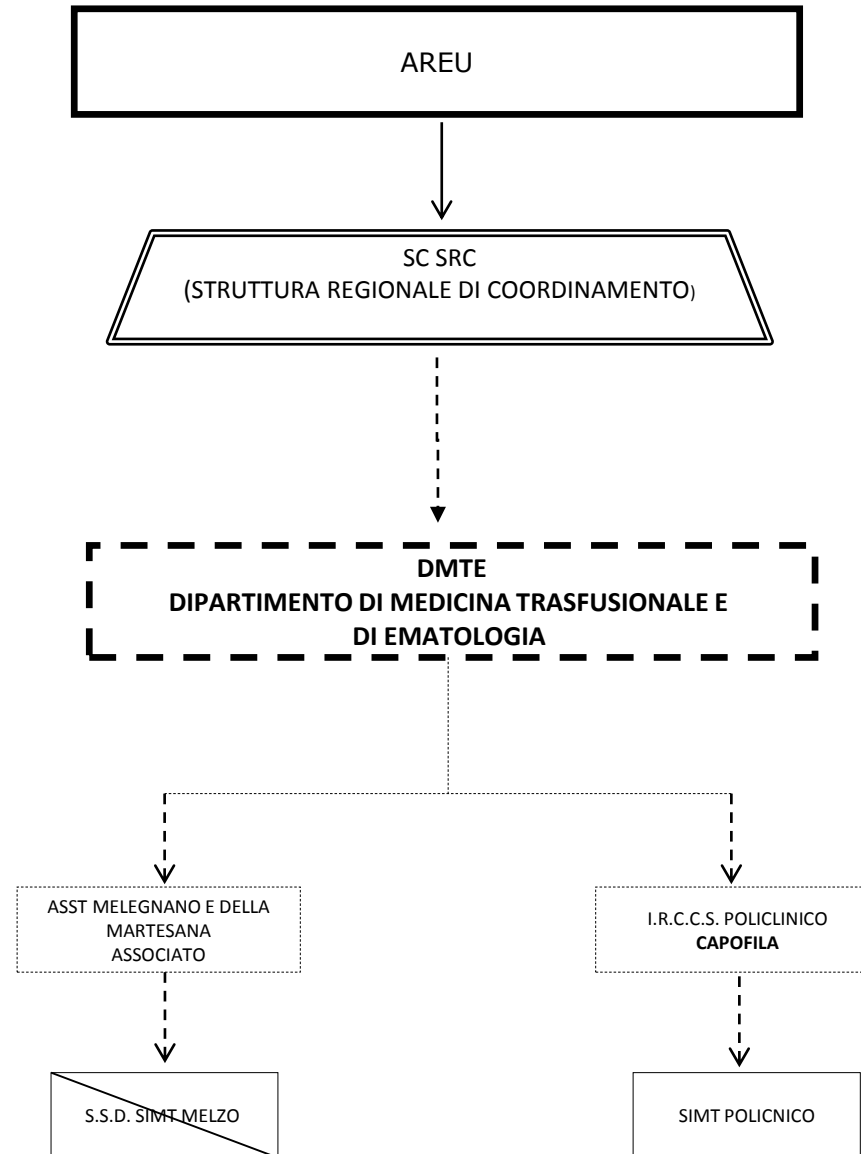 AREU
SC SRC
(STRUTTURA REGIONALE DI COORDINAMENTO)
DMTE
DIPARTIMENTO DI MEDICINA TRASFUSIONALE E
DI EMATOLOGIA
ASST MELEGNANO E DELLA
MARTESANA
ASSOCIATO
I.R.C.C.S. POLICLINICO
CAPOFILA
S.S.D. SIMT MELZO
SIMT POLICNICO